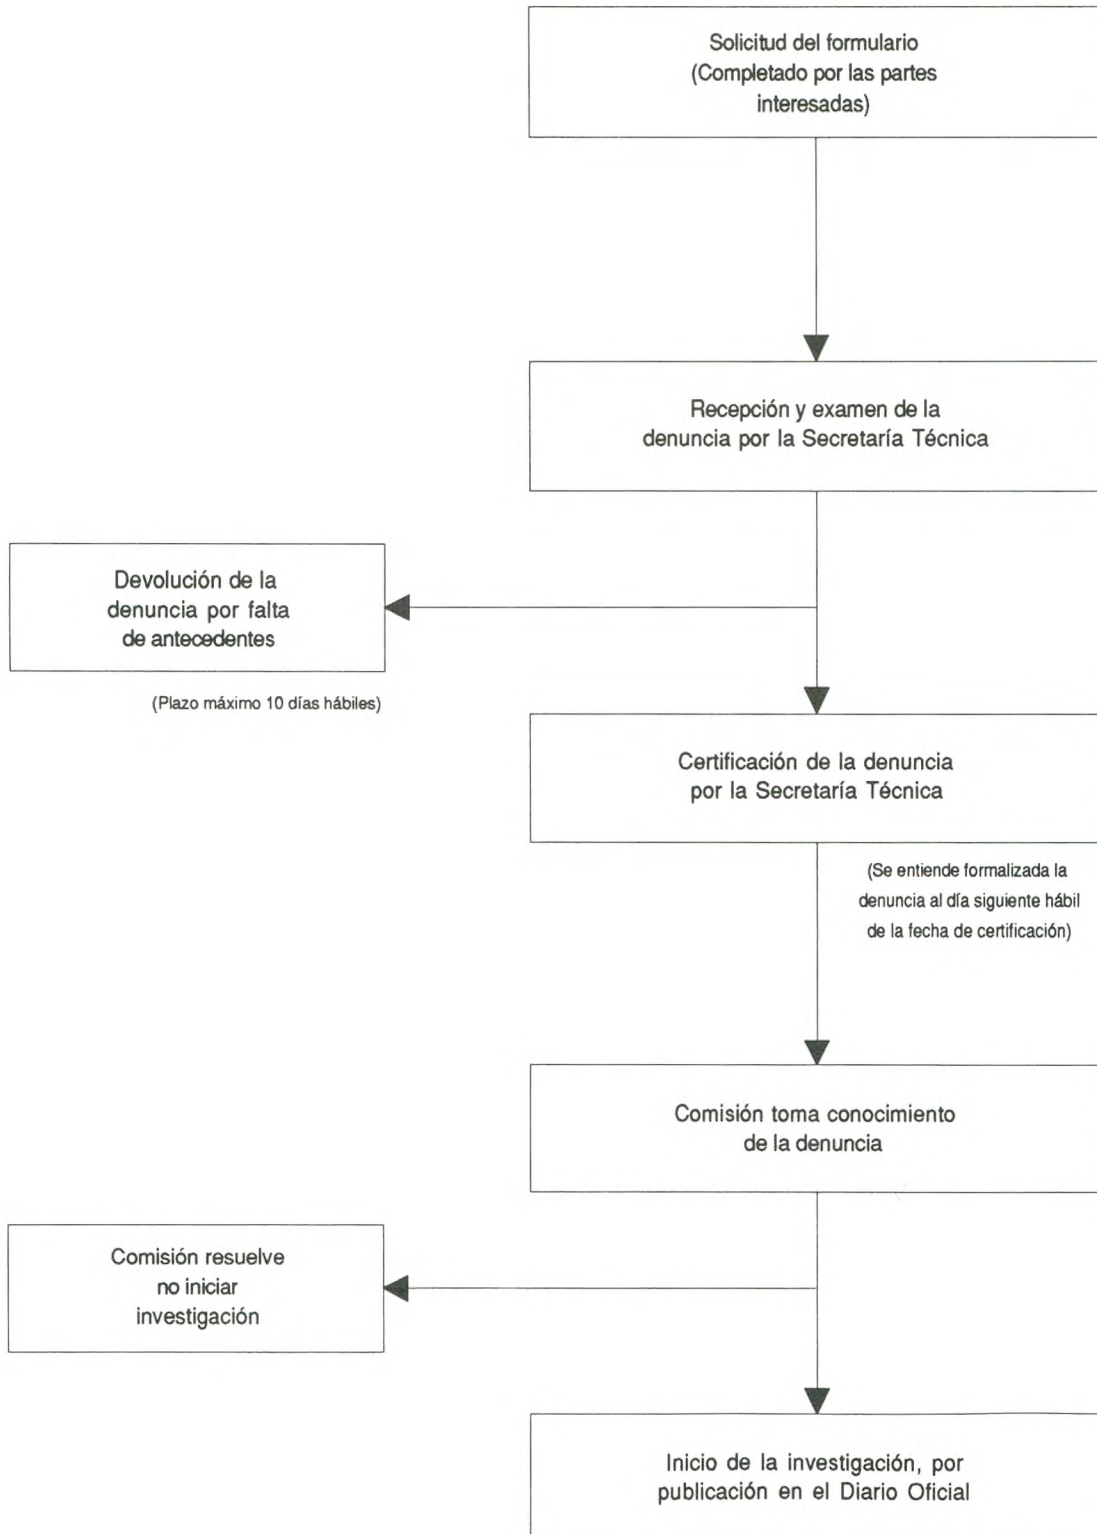 Solicitud del formulario
(Completado por las partes
interesadas)
Recepción y examen de la
denuncia por la Secretaría Técnica
Devolución de la
denuncia por falta
de antecedentes
(Plazo máximo 10 días hábiles)
Certificación de la denuncia
por la Secretaría Técnica
(Se entiende formalizada la
denuncia al día siguiente hábil
de la fecha de certificación)
Comisión toma conocimiento
de la denuncia
Comisión resuelve
no iniciar
investigación
Inicio de la investigación, por
publicación en el Diario Oficial